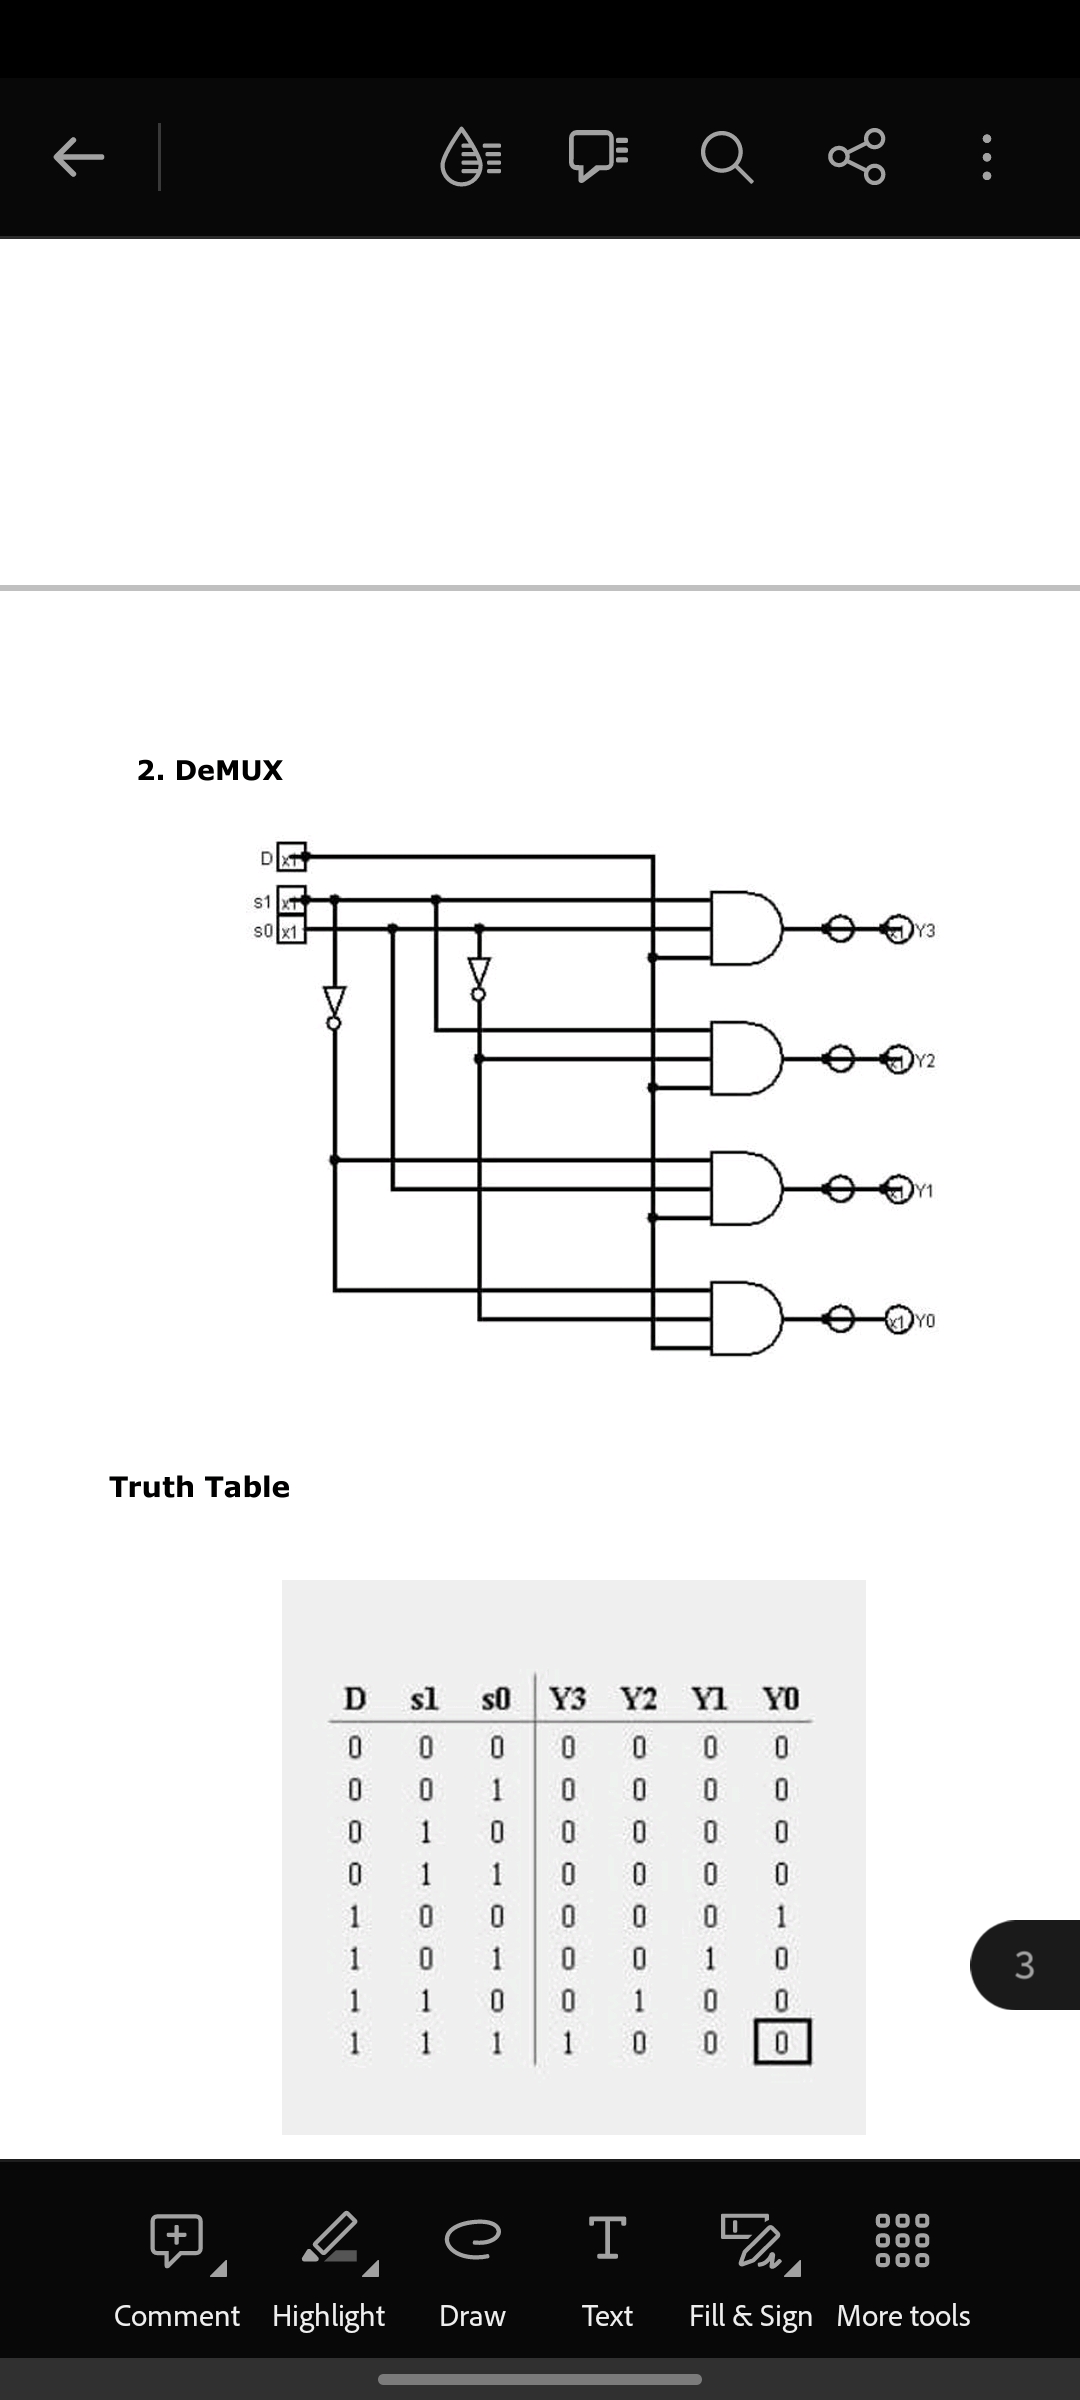 2. DeMUX
D x1
s1 x1
s0 x1
Y3
x1 Y2
x1 Y1
x1 Y0
Truth Table
D s1 s0 Y3 Y2 Y1 Y0
0 0 0 0 0 0 0
0 0 1 0 0 0 0
0 1 0 0 0 0 0
0 1 1 0 0 0 0
1 0 0 0 0 0 1
1 0 1 0 0 1 0
1 1 0 0 1 0 0
1 1 1 1 0 0 0
3
Comment Highlight Draw Text Fill & Sign More tools